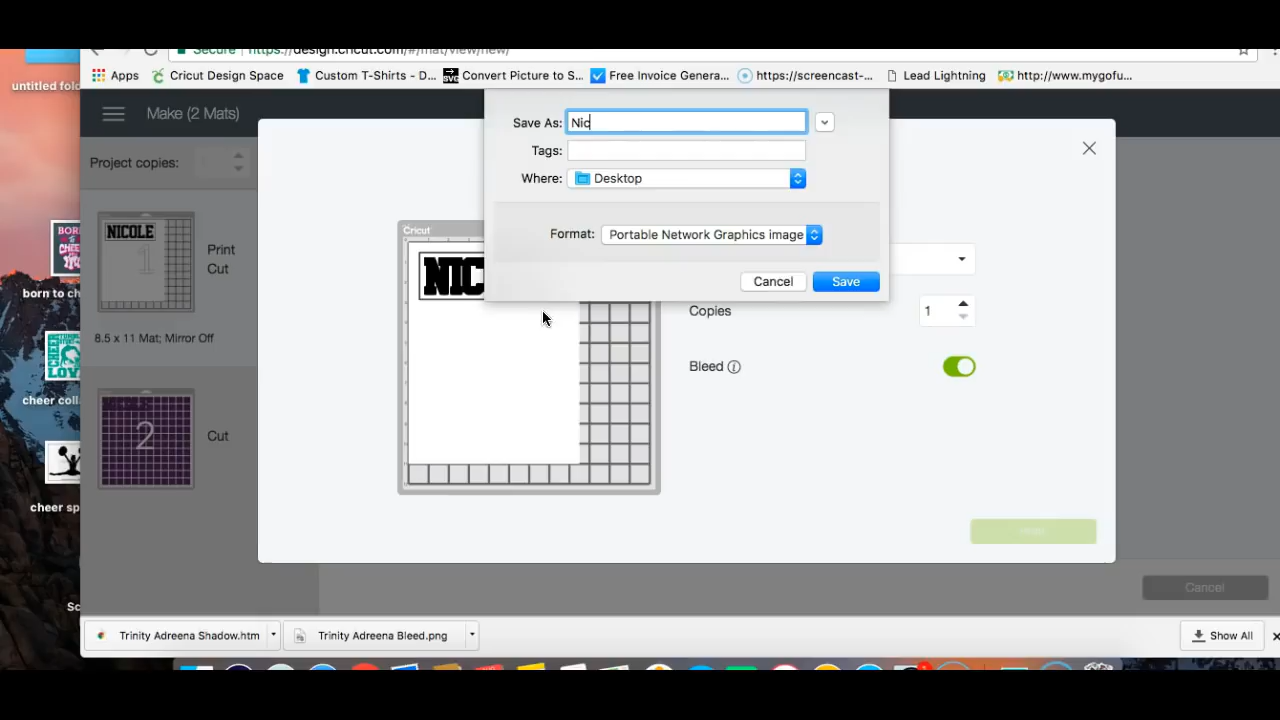 Secure https://design.cricut.com/#/mat/view/new/
Apps Cricut Design Space Custom T-Shirts - D... SVG Convert Picture to S... Free Invoice Genera... https://screencast-... Lead Lightning http://www.mygofu...
untitled fold
Make (2 Mats)
Save As: Nic
Tags:
Where: Desktop
Format: Portable Network Graphics image
Cancel Save
Project copies:
NICOLE
1
Print
Cut
8.5 x 11 Mat; Mirror Off
2
Cut
Cricut
NIC
Copies 1
Bleed
BORN
born to ch
cheer coll
cheer sp
Sc
Cancel
Trinity Adreena Shadow.htm Trinity Adreena Bleed.png Show All